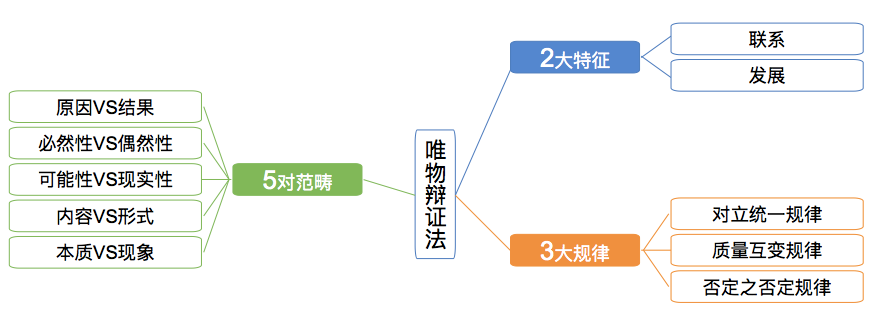 2大特征
联系
发展
原因VS结果
必然性VS偶然性
可能性VS现实性
内容VS形式
本质VS现象
5对范畴
唯物辩证法
3大规律
对立统一规律
质量互变规律
否定之否定规律